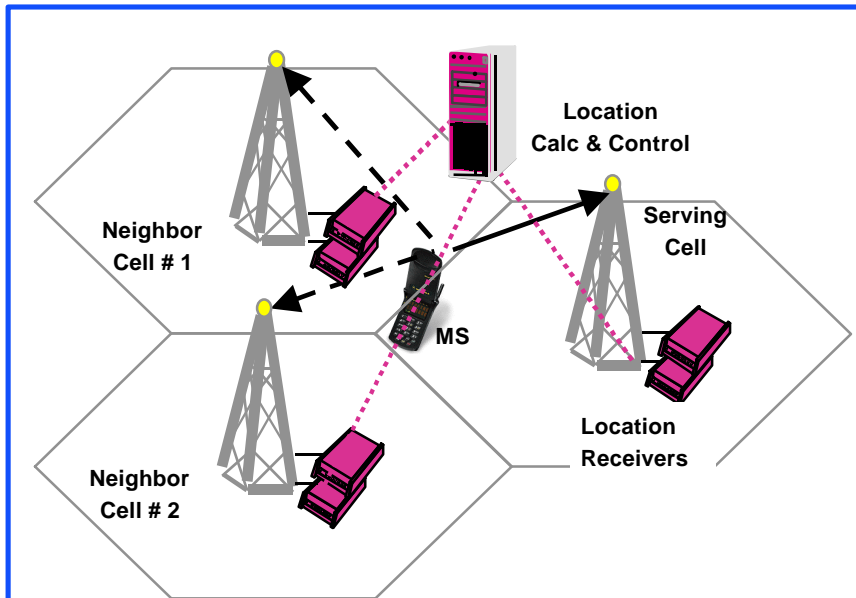 Location
Calc & Control
Neighbor
Cell # 1
Serving
Cell
MS
Location
Receivers
Neighbor
Cell # 2